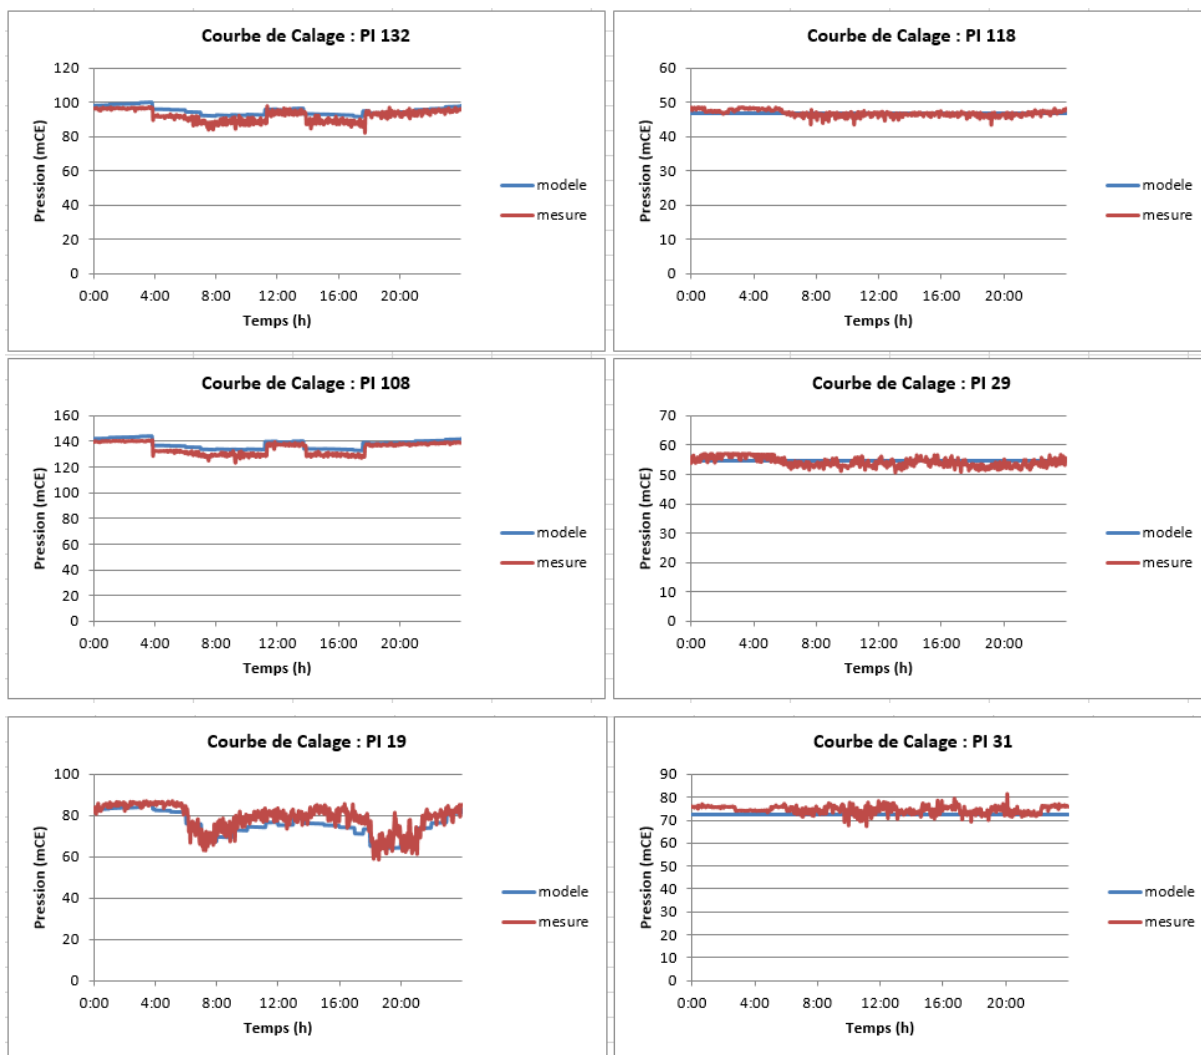 Courbe de Calage : PI 132
120
100
80
60
40
20
0
0:00 4:00 8:00 12:00 16:00 20:00
Pression (mCE)
Temps (h)
modele
mesure
Courbe de Calage : PI 118
60
50
40
30
20
10
0
0:00 4:00 8:00 12:00 16:00 20:00
Pression (mCE)
Temps (h)
modele
mesure
Courbe de Calage : PI 108
160
140
120
100
80
60
40
20
0
0:00 4:00 8:00 12:00 16:00 20:00
Pression (mCE)
Temps (h)
modele
mesure
Courbe de Calage : PI 29
70
60
50
40
30
20
10
0
0:00 4:00 8:00 12:00 16:00 20:00
Pression (mCE)
Temps (h)
modele
mesure
Courbe de Calage : PI 19
100
80
60
40
20
0
0:00 4:00 8:00 12:00 16:00 20:00
Pression (mCE)
Temps (h)
modele
mesure
Courbe de Calage : PI 31
90
80
70
60
50
40
30
20
10
0
0:00 4:00 8:00 12:00 16:00 20:00
Pression (mCE)
Temps (h)
modele
mesure